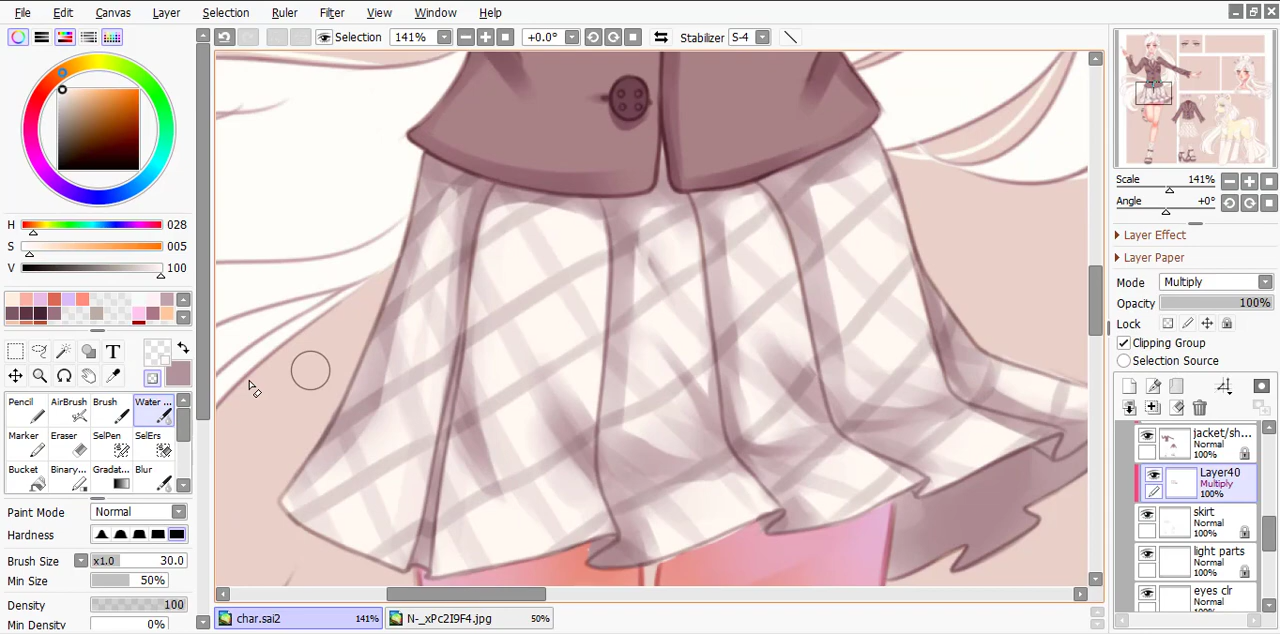 File Edit Canvas Layer Selection Ruler Filter View Window Help
Selection 141% +0.0° Stabilizer S-4
H 028
S 005
V 100
T
Pencil AirBrush Brush Water ...
Marker Eraser SelPen SelErs
Bucket Binary... Gradat... Blur
Paint Mode Normal
Hardness
Brush Size x1.0 30.0
Min Size 50%
Density 100
Min Density 0%
char.sai2 141% N-_xPc2I9F4.jpg 50%
Scale 141%
Angle +0°
Layer Effect
Layer Paper
Mode Multiply
Opacity 100%
Lock
Clipping Group
Selection Source
jacket/sh...
Normal
100%
Layer40
Multiply
100%
skirt
Normal
100%
light parts
Normal
100%
eyes clr
Normal